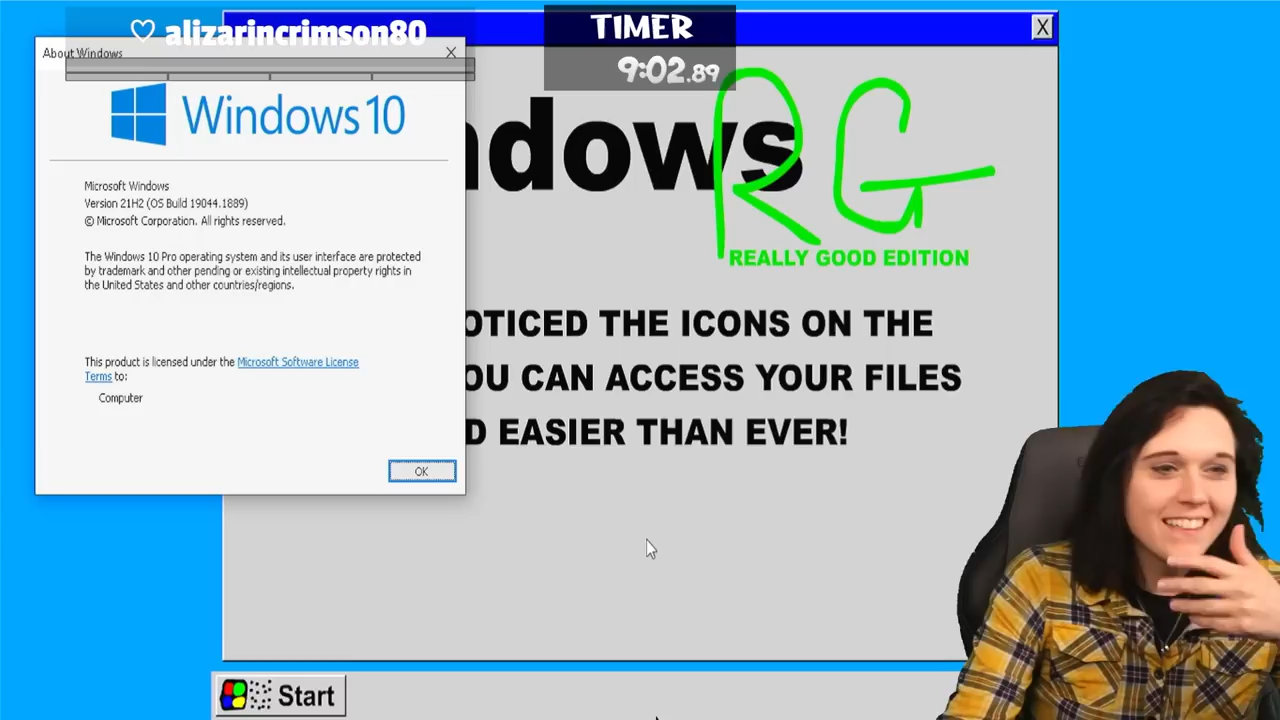 ♡ alizarincrimson80
TIMER
9:02.89
X
About Windows
Windows 10
Microsoft Windows
Version 21H2 (OS Build 19044.1889)
© Microsoft Corporation. All rights reserved.
The Windows 10 Pro operating system and its user interface are protected
by trademark and other pending or existing intellectual property rights in
the United States and other countries/regions.
This product is licensed under the Microsoft Software License
Terms to:
Computer
OK
ndows
RG
REALLY GOOD EDITION
OTICED THE ICONS ON THE
OU CAN ACCESS YOUR FILES
D EASIER THAN EVER!
Start